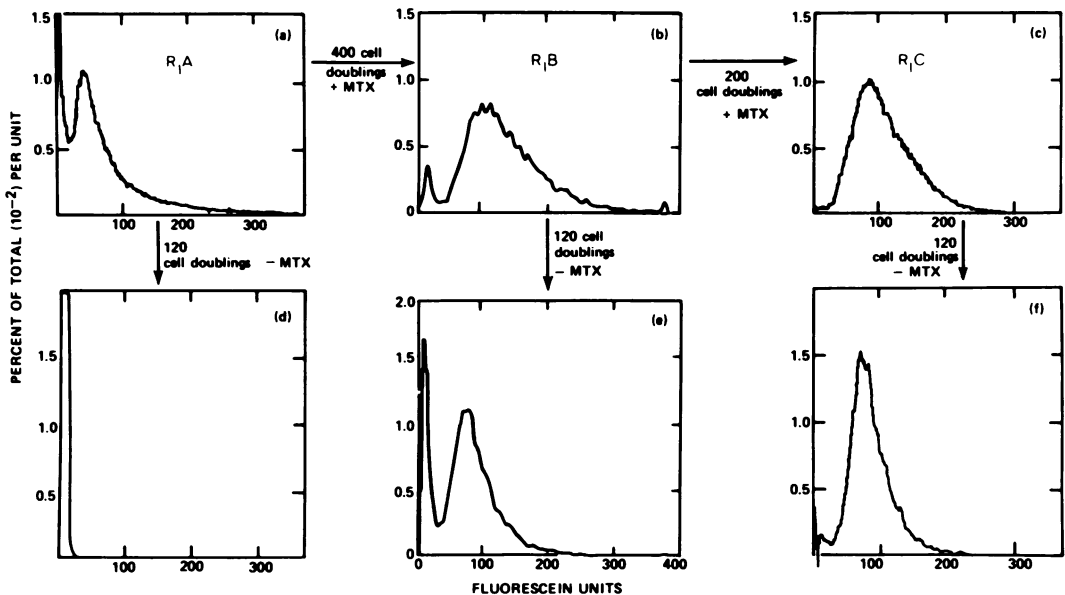 PERCENT OF TOTAL (10⁻²) PER UNIT
1.5
1.0
0.5
(a)
R₁A
100
200
300
400 cell
doublings
+ MTX
1.5
1.0
0.5
0
(b)
R₁B
100
200
300
200
cell doublings
+ MTX
1.5
1.0
0.5
(c)
R₁C
100
200
300
120
cell doublings – MTX
120 cell
doublings
– MTX
120
cell doublings
– MTX
1.5
1.0
0.5
(d)
100
200
300
2.0
1.5
1.0
0.5
0
(e)
0
100
200
300
400
1.5
1.0
0.5
(f)
100
200
300
FLUORESCEIN UNITS